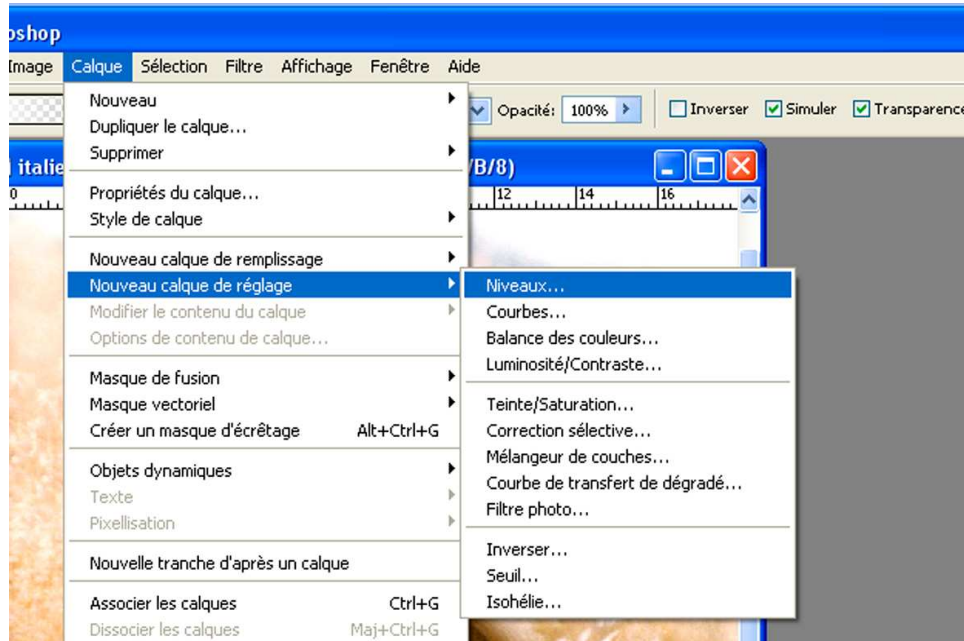 oshop
Image Calque Sélection Filtre Affichage Fenêtre Aide
Opacité: 100% Inverser Simuler Transparence
italie /B/8)
0 12 14 16
Nouveau
Dupliquer le calque...
Supprimer
Propriétés du calque...
Style de calque
Nouveau calque de remplissage
Nouveau calque de réglage
Modifier le contenu du calque
Options de contenu de calque...
Masque de fusion
Masque vectoriel
Créer un masque d'écrêtage Alt+Ctrl+G
Objets dynamiques
Texte
Pixellisation
Nouvelle tranche d'après un calque
Associer les calques Ctrl+G
Dissocier les calques Maj+Ctrl+G
Niveaux...
Courbes...
Balance des couleurs...
Luminosité/Contraste...
Teinte/Saturation...
Correction sélective...
Mélangeur de couches...
Courbe de transfert de dégradé...
Filtre photo...
Inverser...
Seuil...
Isohélie...